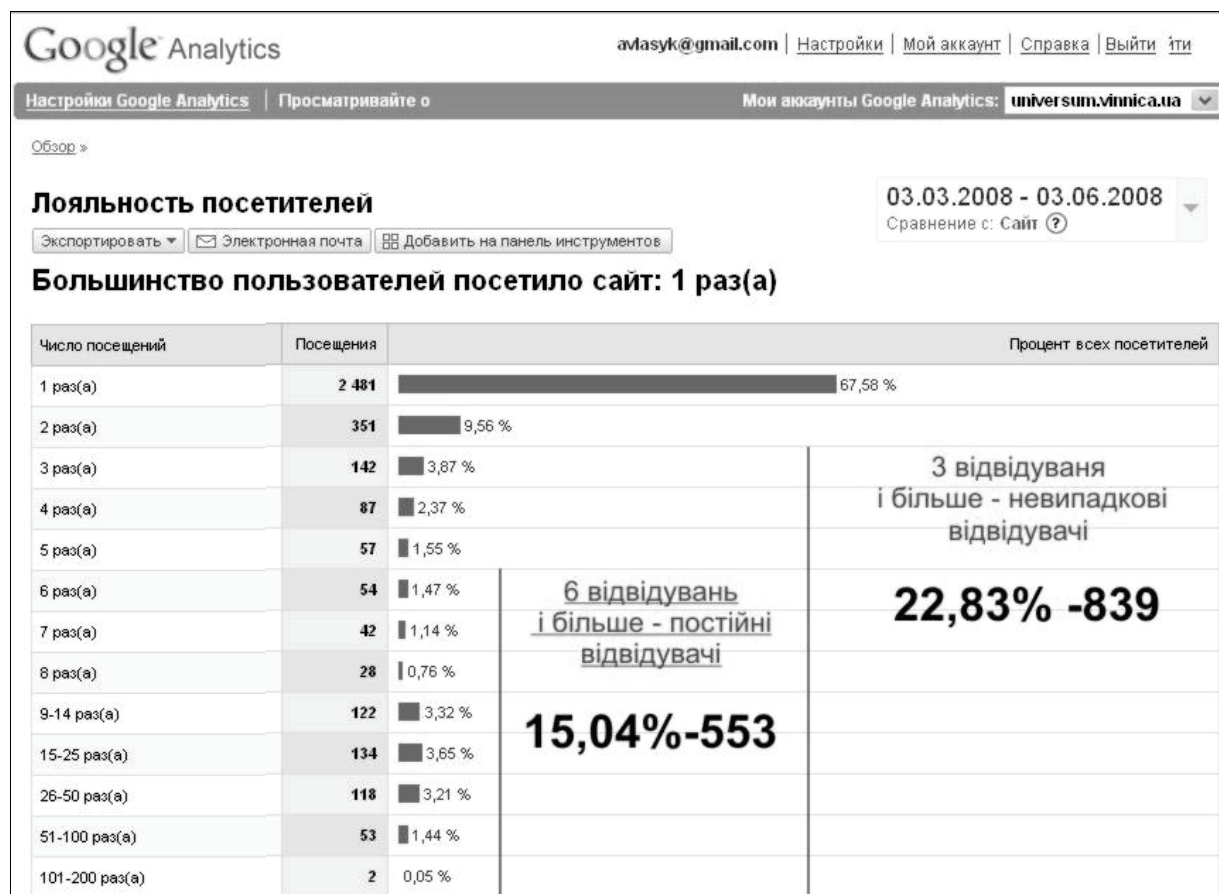 Google Analytics
avlasyk@gmail.com | Настройки | Мой аккаунт | Справка | Выйти йти
Настройки Google Analytics | Просматривайте о Мои аккаунты Google Analytics: universum.vinnica.ua
Обзор »
Лояльность посетителей
03.03.2008 - 03.06.2008
Сравнение с: Сайт ?
Экспортировать Электронная почта Добавить на панель инструментов
Большинство пользователей посетило сайт: 1 раз(а)
Число посещений Посещения Процент всех посетителей
1 раз(а) 2 481 67,58 %
2 раз(а) 351 9,56 %
3 раз(а) 142 3,87 %
4 раз(а) 87 2,37 %
5 раз(а) 57 1,55 %
6 раз(а) 54 1,47 %
7 раз(а) 42 1,14 %
8 раз(а) 28 0,76 %
9-14 раз(а) 122 3,32 %
15-25 раз(а) 134 3,65 %
26-50 раз(а) 118 3,21 %
51-100 раз(а) 53 1,44 %
101-200 раз(а) 2 0,05 %
6 відвідувань
і більше - постійні
відвідувачі
15,04%-553
3 відвідуваня
і більше - невипадкові
відвідувачі
22,83% -839